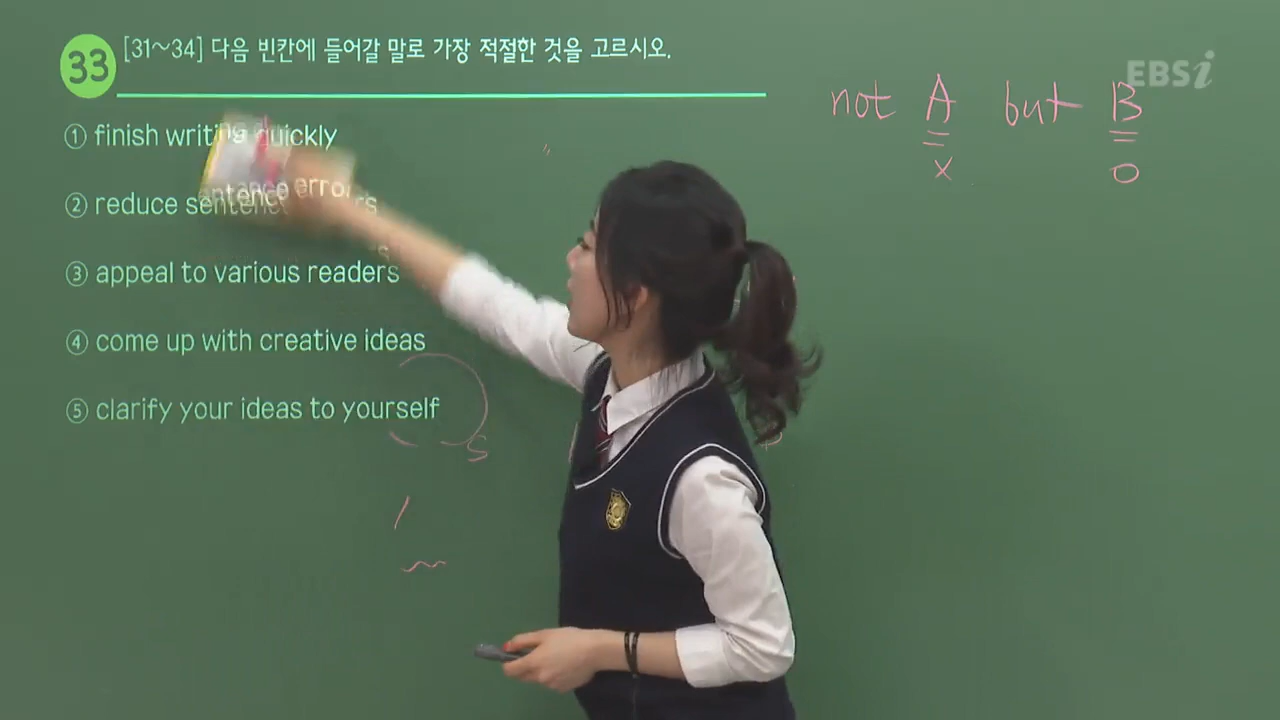 33 [31~34] 다음 빈칸에 들어갈 말로 가장 적절한 것을 고르시오.
EBSi
not A but B
x o
① finish writing quickly
② reduce sentence errors
③ appeal to various readers
④ come up with creative ideas
⑤ clarify your ideas to yourself
s